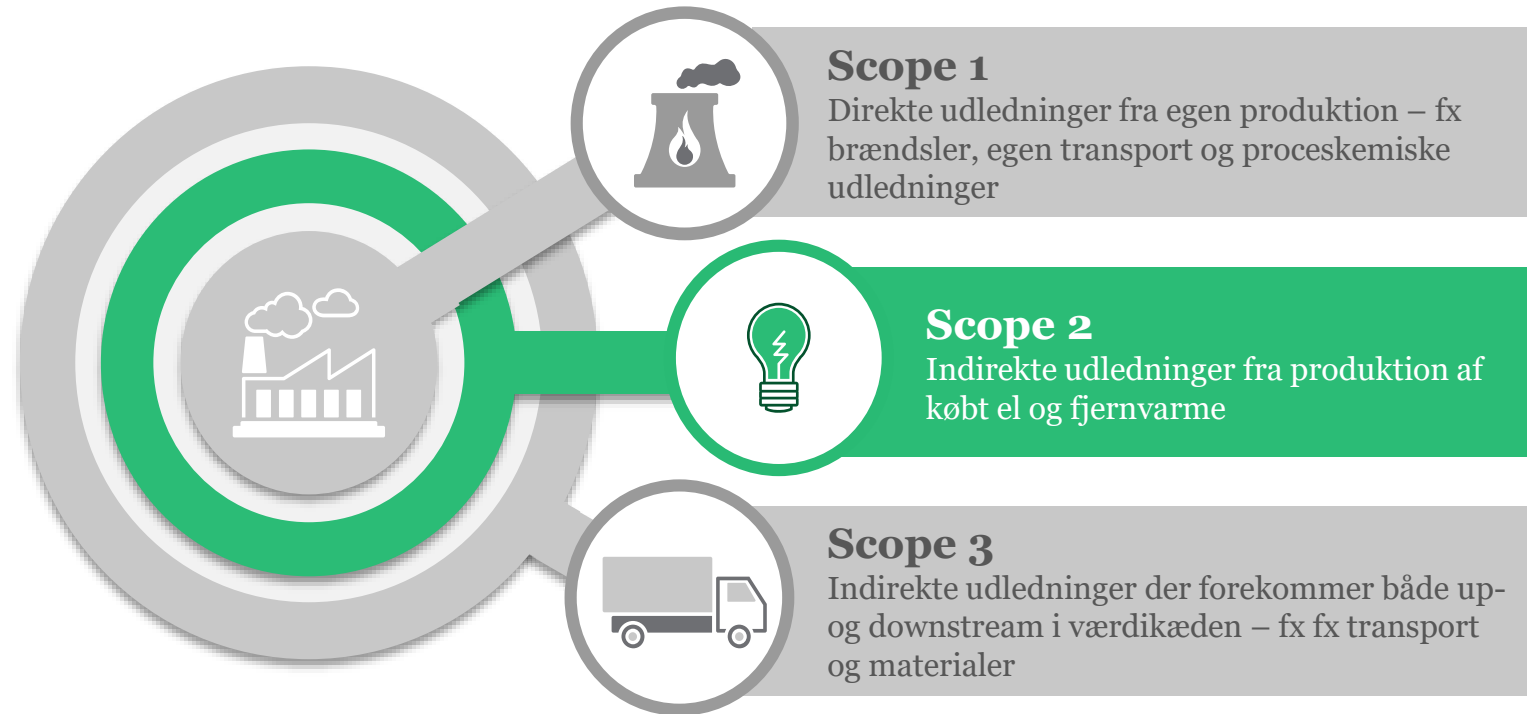 Scope 1
Direkte udledninger fra egen produktion – fx
brændsler, egen transport og proceskemiske
udledninger
Scope 2
Indirekte udledninger fra produktion af
købt el og fjernvarme
Scope 3
Indirekte udledninger der forekommer både up-
og downstream i værdikæden – fx fx transport
og materialer